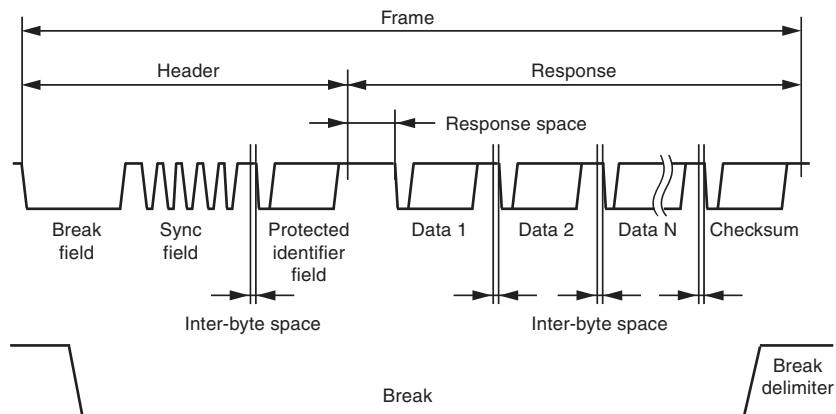 Frame
Header
Response
Response space
Break
field
Sync
field
Protected
identifier
field
Data 1
Data 2
Data N
Checksum
Inter-byte space
Inter-byte space
Break
Break
delimiter